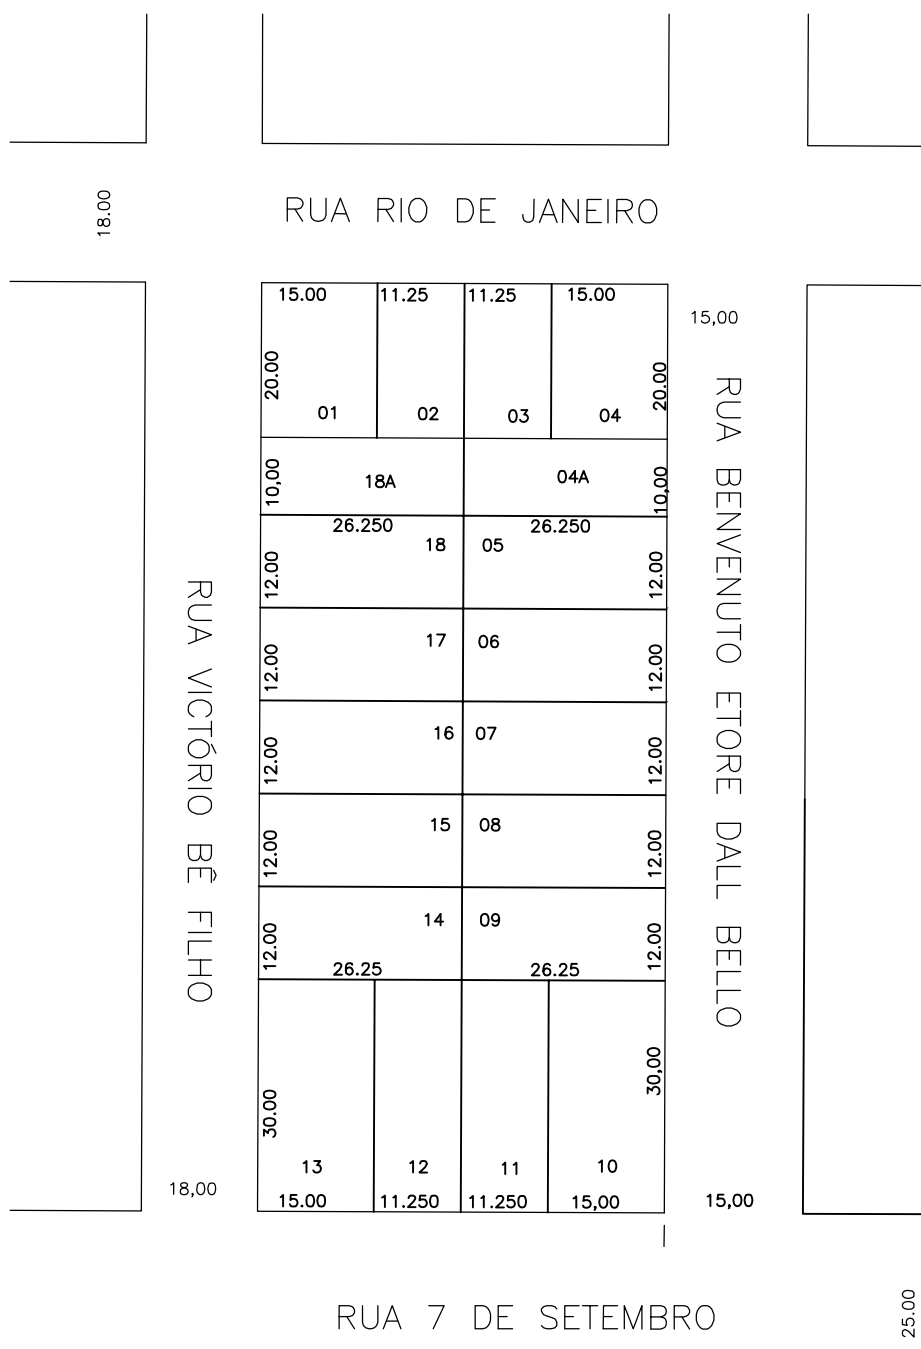 18.00
RUA RIO DE JANEIRO
15.00 11.25 11.25 15.00
15,00
20.00 20.00
01 02 03 04
10,00 18A 04A 10,00
26.250 26.250
12.00 18 05 12.00
12.00 17 06 12.00
12.00 16 07 12.00
12.00 15 08 12.00
12.00 14 09 12.00
26.25 26.25
RUA VICTÓRIO BÊ FILHO
RUA BENVENUTO ETORE DALL BELLO
30.00 30,00
13 12 11 10
18,00 15.00 11.250 11.250 15,00 15,00
RUA 7 DE SETEMBRO
25.00